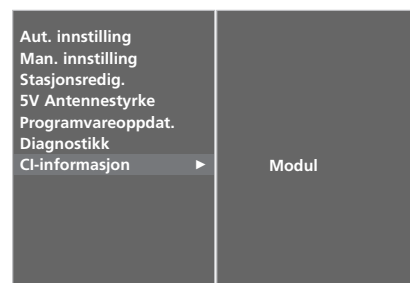 Aut. innstilling
Man. innstilling
Stasjonsredig.
5V Antennestyrke
Programvareoppdat.
Diagnostikk
CI-informasjon ► Modul